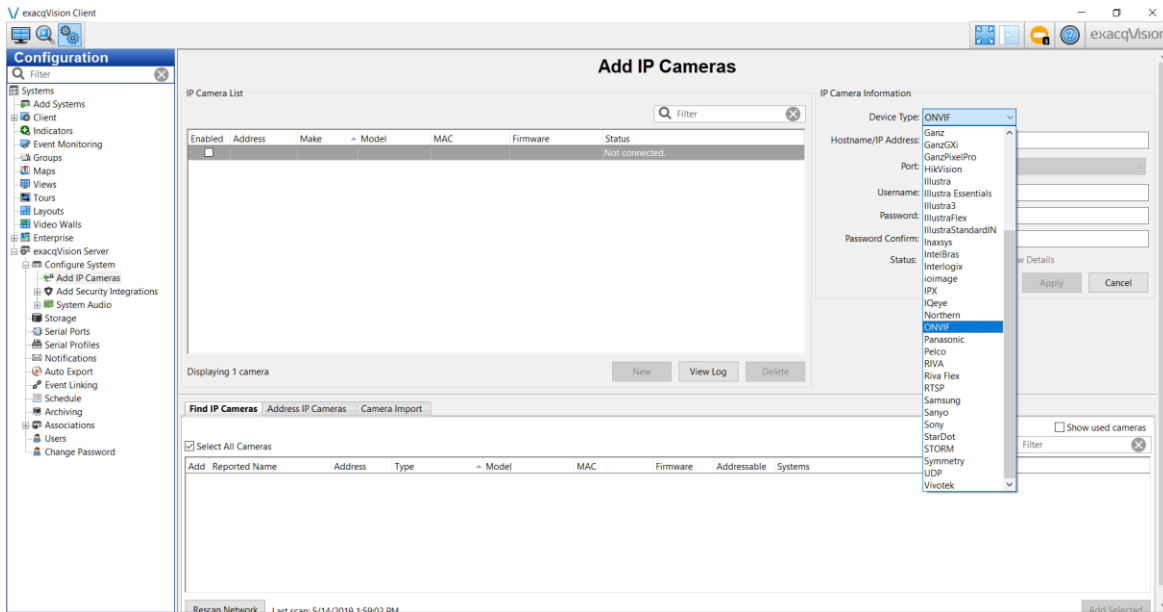 exacqVision Client
exacqVision
Configuration
Filter
Systems
Add Systems
Client
Indicators
Event Monitoring
Groups
Maps
Views
Tours
Layouts
Video Walls
Enterprise
exacqVision Server
Configure System
Add IP Cameras
Add Security Integrations
System Audio
Storage
Serial Ports
Serial Profiles
Notifications
Auto Export
Event Linking
Schedule
Archiving
Associations
Users
Change Password
Add IP Cameras
IP Camera List
Filter
Enabled Address Make Model MAC Firmware Status
Not connected.
Displaying 1 camera
New View Log Delete
IP Camera Information
Device Type: ONVIF
Hostname/IP Address:
Port:
Username:
Password:
Password Confirm:
Status:
w Details
Apply Cancel
Ganz
GanzGXi
GanzPixelPro
HikVision
Illustra
Illustra Essentials
Illustra3
IllustraFlex
IllustraStandardIN
Inaxsys
IntelBras
Interlogix
ioimage
IPX
IQeye
Northern
ONVIF
Panasonic
Pelco
RIVA
Riva Flex
RTSP
Samsung
Sanyo
Sony
StarDot
STORM
Symmetry
UDP
Vivotek
Find IP Cameras Address IP Cameras Camera Import
Show used cameras
Select All Cameras
Filter
Add Reported Name Address Type Model MAC Firmware Addressable Systems
Rescan Network Last scan: 5/14/2019 1:59:02 PM
Add Selected